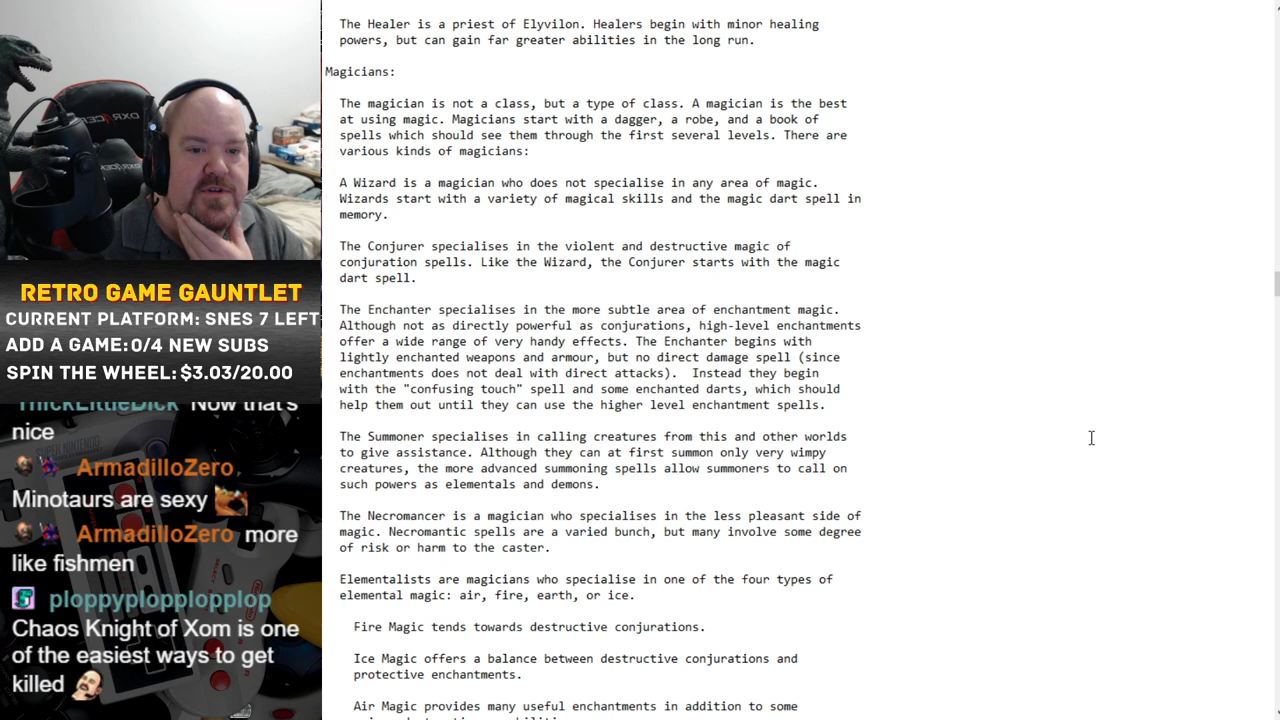 The Healer is a priest of Elyvilon. Healers begin with minor healing
powers, but can gain far greater abilities in the long run.
Magicians:
The magician is not a class, but a type of class. A magician is the best
at using magic. Magicians start with a dagger, a robe, and a book of
spells which should see them through the first several levels. There are
various kinds of magicians:
A Wizard is a magician who does not specialise in any area of magic.
Wizards start with a variety of magical skills and the magic dart spell in
memory.
The Conjurer specialises in the violent and destructive magic of
conjuration spells. Like the Wizard, the Conjurer starts with the magic
dart spell.
The Enchanter specialises in the more subtle area of enchantment magic.
Although not as directly powerful as conjurations, high-level enchantments
offer a wide range of very handy effects. The Enchanter begins with
lightly enchanted weapons and armour, but no direct damage spell (since
enchantments does not deal with direct attacks).  Instead they begin
with the "confusing touch" spell and some enchanted darts, which should
help them out until they can use the higher level enchantment spells.
The Summoner specialises in calling creatures from this and other worlds
to give assistance. Although they can at first summon only very wimpy
creatures, the more advanced summoning spells allow summoners to call on
such powers as elementals and demons.
The Necromancer is a magician who specialises in the less pleasant side of
magic. Necromantic spells are a varied bunch, but many involve some degree
of risk or harm to the caster.
Elementalists are magicians who specialise in one of the four types of
elemental magic: air, fire, earth, or ice.
Fire Magic tends towards destructive conjurations.
Ice Magic offers a balance between destructive conjurations and
protective enchantments.
Air Magic provides many useful enchantments in addition to some
RETRO GAME GAUNTLET
CURRENT PLATFORM: SNES 7 LEFT
ADD A GAME: 0/4 NEW SUBS
SPIN THE WHEEL: $3.03/20.00
ThickLittleDick Now that's
nice
ArmadilloZero
Minotaurs are sexy
ArmadilloZero more
like fishmen
ploppyplopplopplop
Chaos Knight of Xom is one
of the easiest ways to get
killed